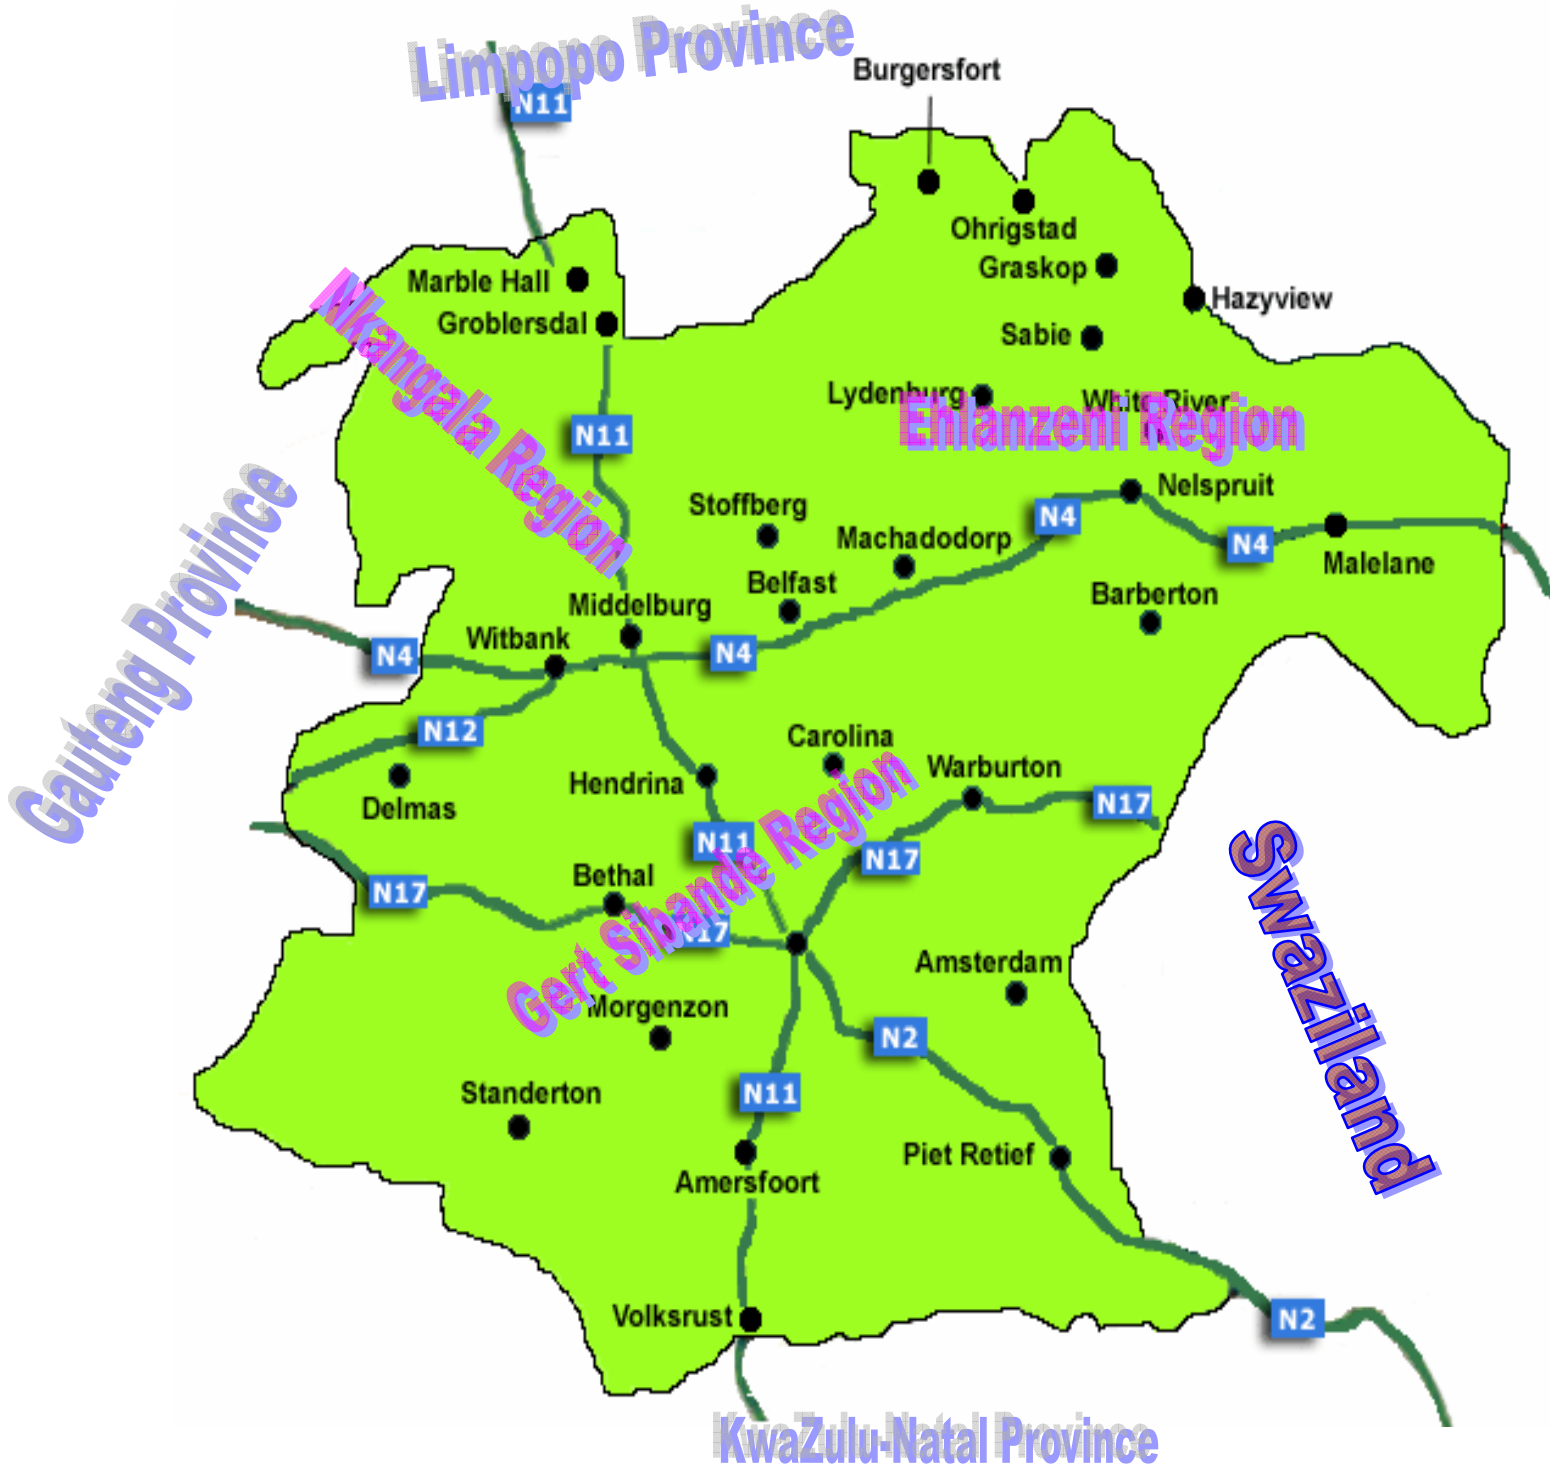 Limpopo Province
Burgersfort
N11
Ohrigstad
Graskop
Marble Hall
Hazyview
Groblersdal
Sabie
Nkangala Region
Lydenburg
White River
Ehlanzeni Region
N11
Nelspruit
Stoffberg
N4
Machadodorp
N4
Malelane
Gauteng Province
Belfast
Barberton
Middelburg
Witbank
N4
N4
N12
Carolina
Warburton
Hendrina
Delmas
N17
N11
N17
Bethal
N17
N17
Gert Sibande Region
Swaziland
Amsterdam
Morgenzon
N2
Standerton
N11
Piet Retief
Amersfoort
Volksrust
N2
KwaZulu-Natal Province